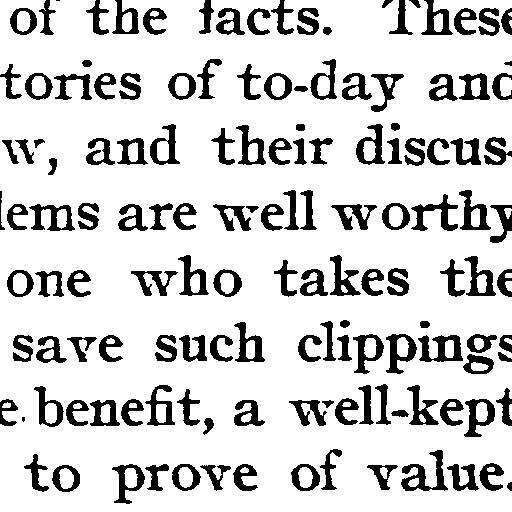 of the facts. These
tories of to-day and
w, and their discus-
lems are well worthy
one who takes the
save such clippings
e benefit, a well-kept
to prove of value.